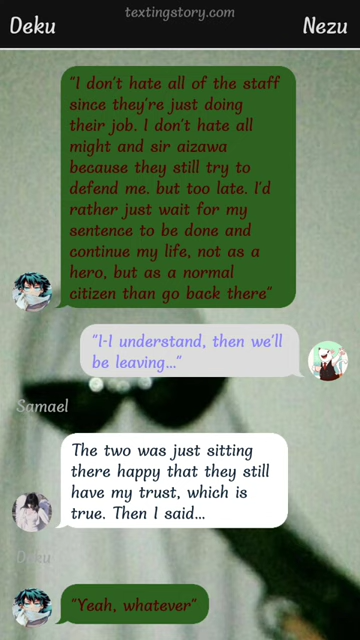 textingstory.com
Deku Nezu
"I don't hate all of the staff
since they're just doing
their job. I don't hate all
might and sir aizawa
because they still try to
defend me. but too late. I'd
rather just wait for my
sentence to be done and
continue my life, not as a
hero, but as a normal
citizen than go back there"
"I-I understand, then we'll
be leaving..."
Samael
The two was just sitting
there happy that they still
have my trust, which is
true. Then I said...
Deku
"Yeah, whatever"